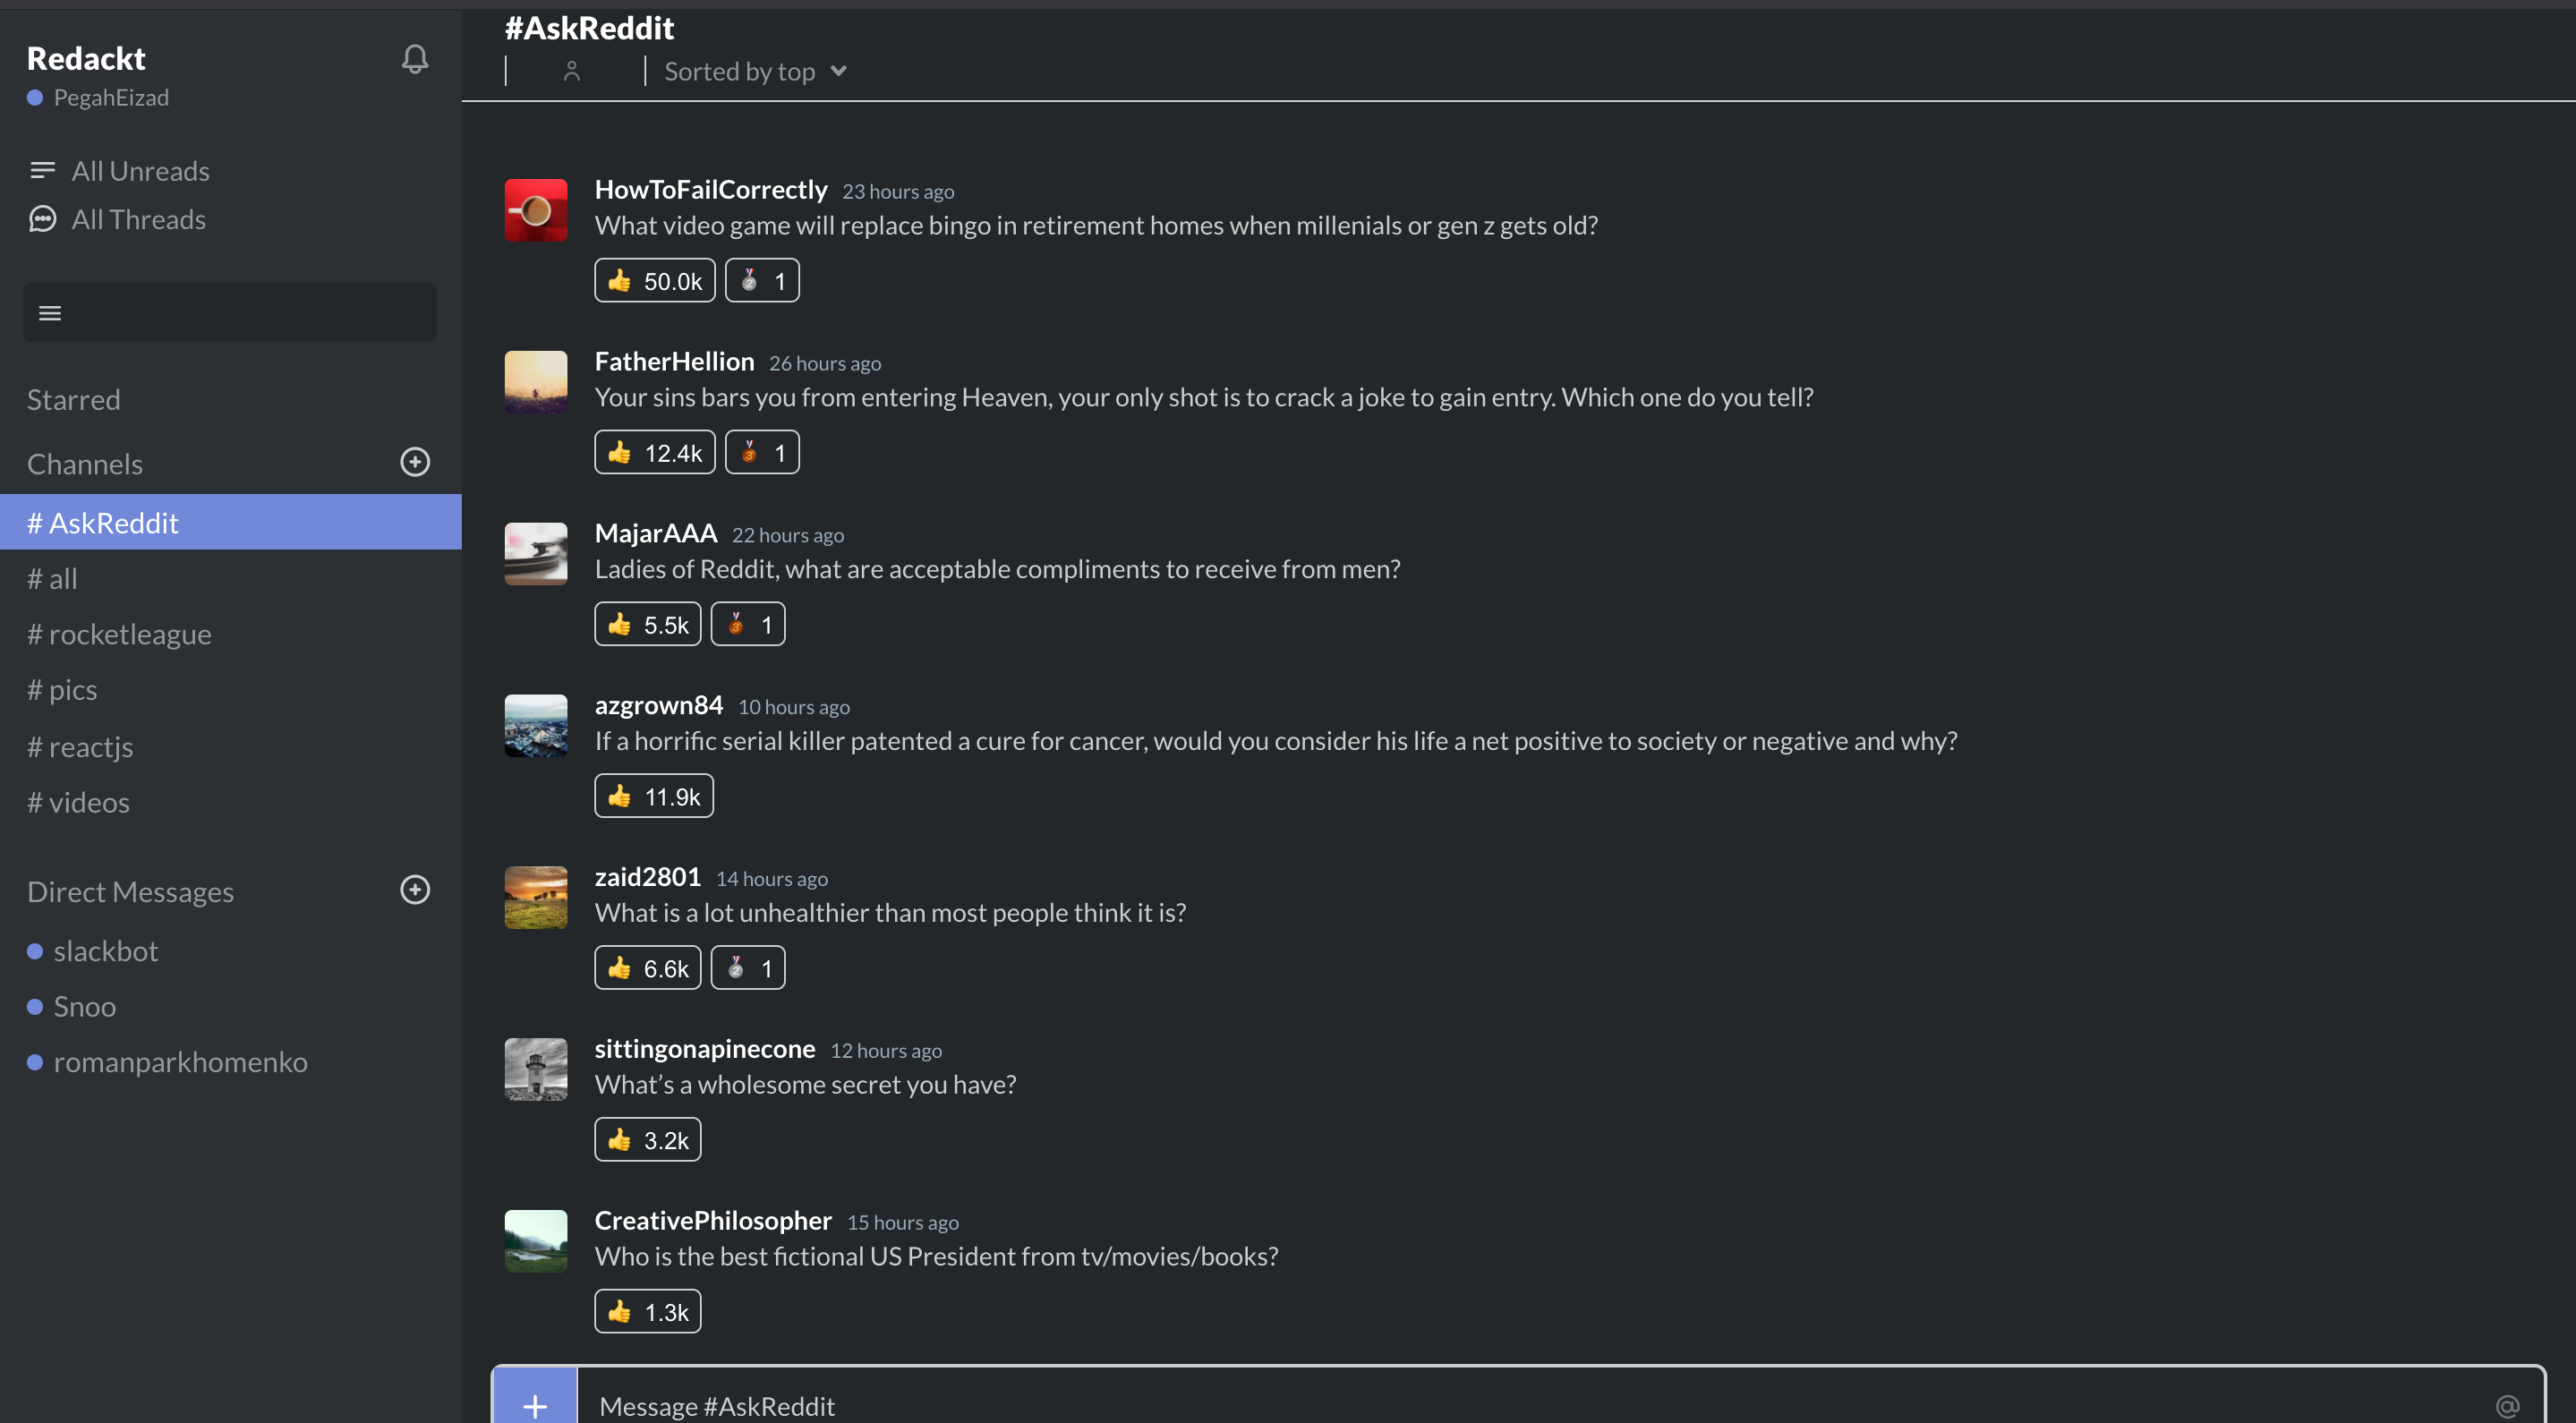 Redackt
PegahEizad
All Unreads
All Threads
Starred
Channels
# AskReddit
# all
# rocketleague
# pics
# reactjs
# videos
Direct Messages
slackbot
Snoo
romanparkhomenko
#AskReddit
Sorted by top
HowToFailCorrectly 23 hours ago
What video game will replace bingo in retirement homes when millenials or gen z gets old?
👍 50.0k 🥈 1
FatherHellion 26 hours ago
Your sins bars you from entering Heaven, your only shot is to crack a joke to gain entry. Which one do you tell?
👍 12.4k 🥉 1
MajarAAA 22 hours ago
Ladies of Reddit, what are acceptable compliments to receive from men?
👍 5.5k 🥉 1
azgrown84 10 hours ago
If a horrific serial killer patented a cure for cancer, would you consider his life a net positive to society or negative and why?
👍 11.9k
zaid2801 14 hours ago
What is a lot unhealthier than most people think it is?
👍 6.6k 🥈 1
sittingonapinecone 12 hours ago
What’s a wholesome secret you have?
👍 3.2k
CreativePhilosopher 15 hours ago
Who is the best fictional US President from tv/movies/books?
👍 1.3k
+ Message #AskReddit @